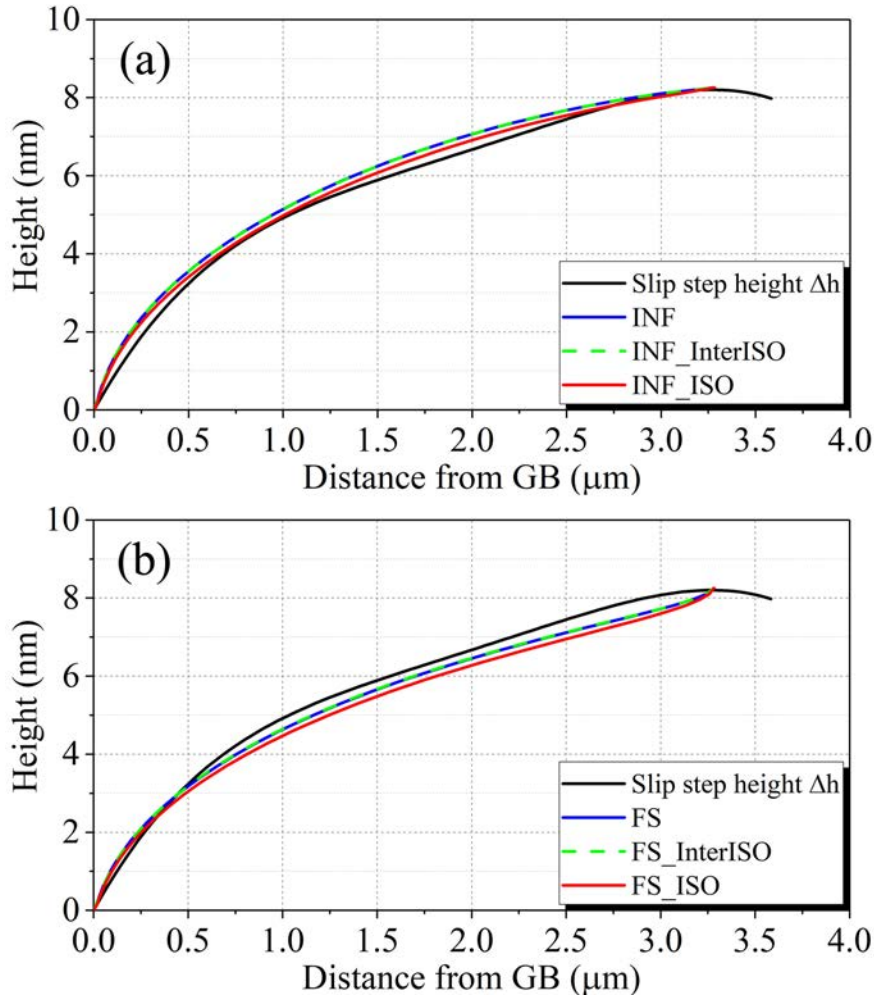 (a)
10
8
6
4
2
0
Height (nm)
Slip step height Δh
INF
INF_InterISO
INF_ISO
0.0 0.5 1.0 1.5 2.0 2.5 3.0 3.5 4.0
Distance from GB (μm)
(b)
10
8
6
4
2
0
Height (nm)
Slip step height Δh
FS
FS_InterISO
FS_ISO
0.0 0.5 1.0 1.5 2.0 2.5 3.0 3.5 4.0
Distance from GB (μm)